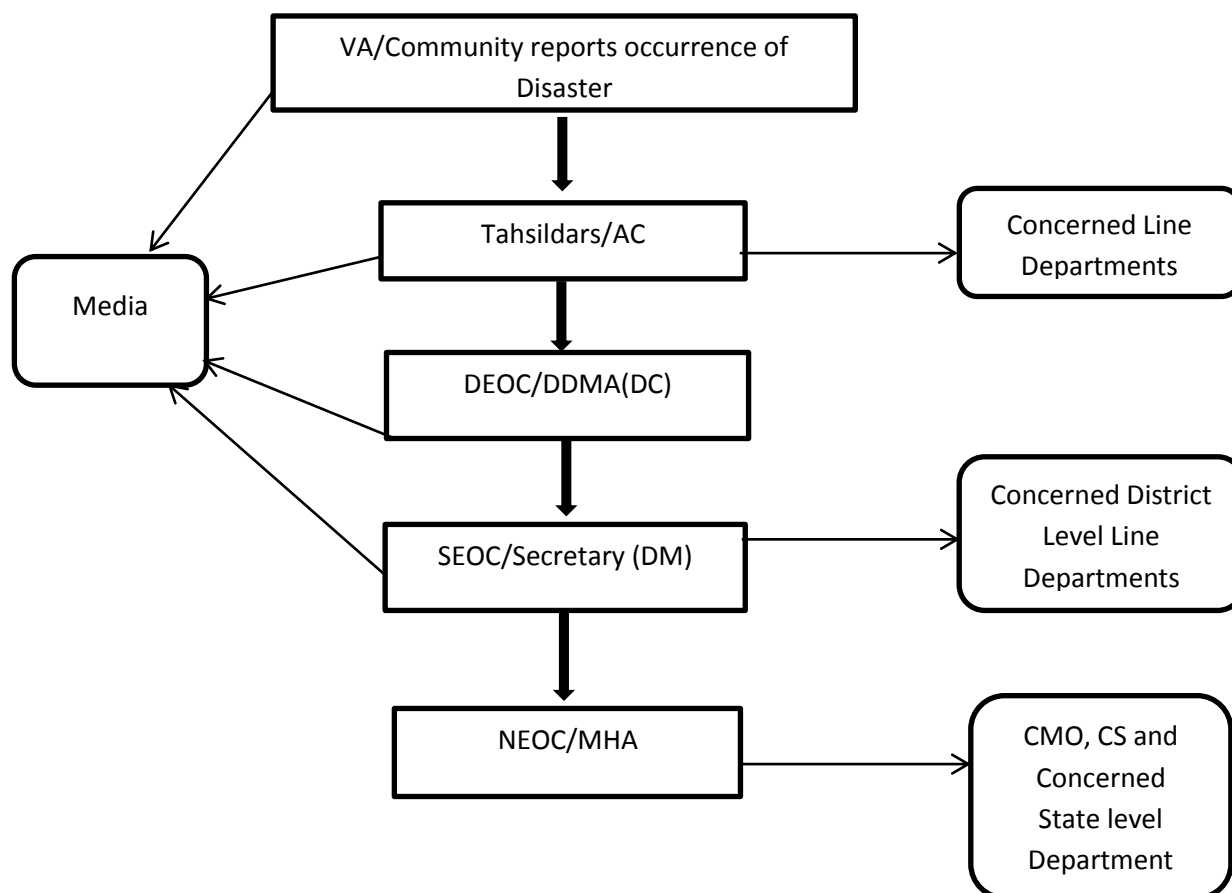 VA/Community reports occurrence of
Disaster
Tahsildars/AC
Concerned Line
Departments
Media
DEOC/DDMA(DC)
SEOC/Secretary (DM)
Concerned District
Level Line
Departments
NEOC/MHA
CMO, CS and
Concerned
State level
Department